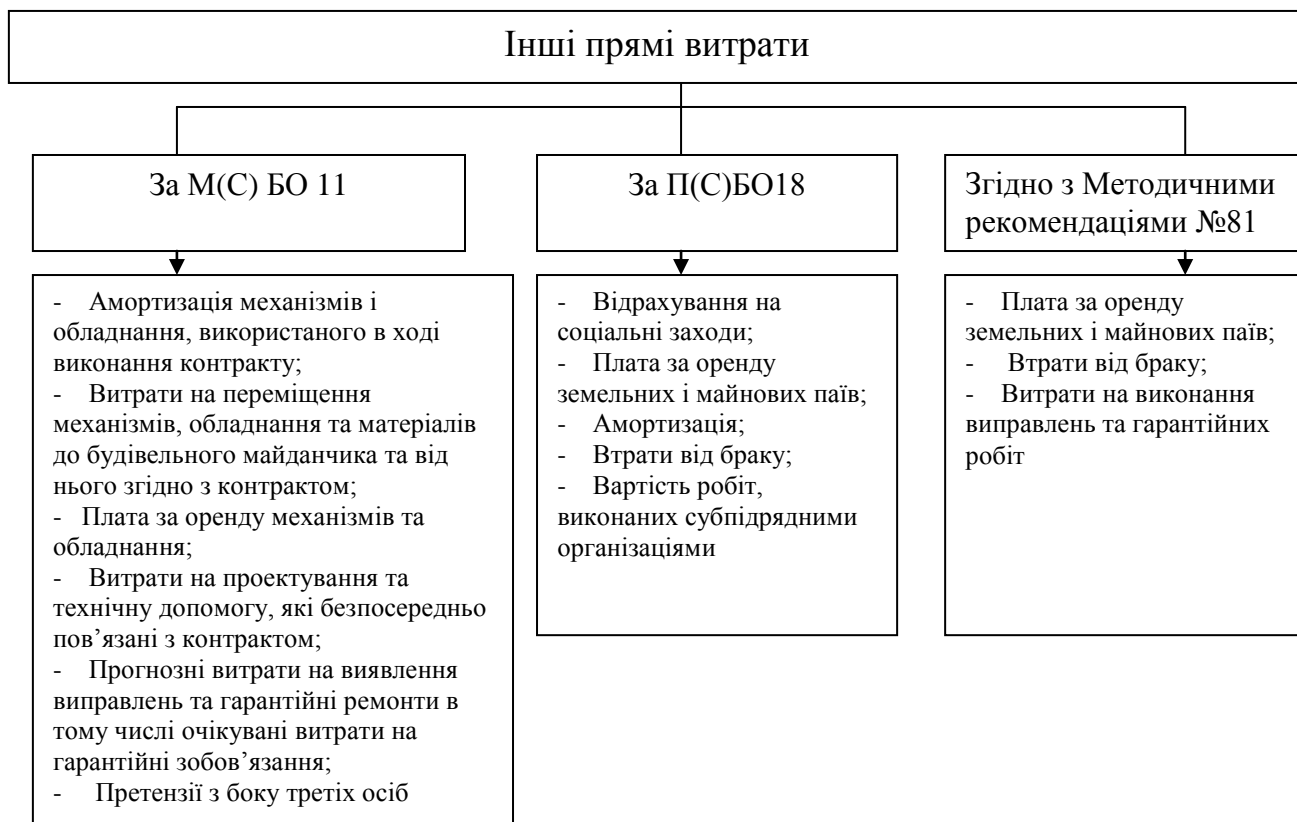 Інші прямі витрати
За М(С) БО 11
За П(С)БО18
Згідно з Методичними
рекомендаціями №81
- Амортизація механізмів і
обладнання, використаного в ході
виконання контракту;
- Витрати на переміщення
механізмів, обладнання та матеріалів
до будівельного майданчика та від
нього згідно з контрактом;
- Плата за оренду механізмів та
обладнання;
- Витрати на проектування та
технічну допомогу, які безпосередньо
пов’язані з контрактом;
- Прогнозні витрати на виявлення
виправлень та гарантійні ремонти в
тому числі очікувані витрати на
гарантійні зобов’язання;
- Претензії з боку третіх осіб
- Відрахування на
соціальні заходи;
- Плата за оренду
земельних і майнових паїв;
- Амортизація;
- Втрати від браку;
- Вартість робіт,
виконаних субпідрядними
організаціями
- Плата за оренду
земельних і майнових паїв;
- Втрати від браку;
- Витрати на виконання
виправлень та гарантійних
робіт